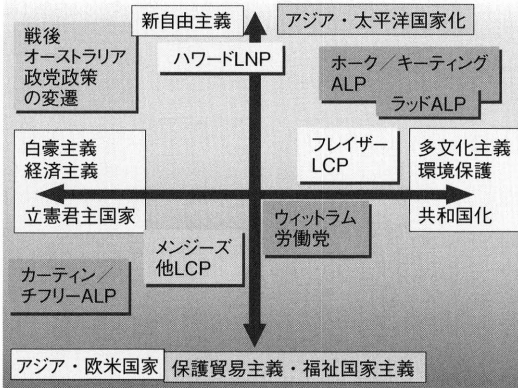 戦後
オーストラリア
政党政策
の変遷
新自由主義
アジア・太平洋国家化
ハワードLNP
ホーク／キーティング
ALP
ラッドALP
白豪主義
経済主義
立憲君主国家
フレイザー
LCP
多文化主義
環境保護
共和国化
ウィットラム
労働党
メンジーズ
他LCP
カーティン／
チフリーALP
アジア・欧米国家
保護貿易主義・福祉国家主義